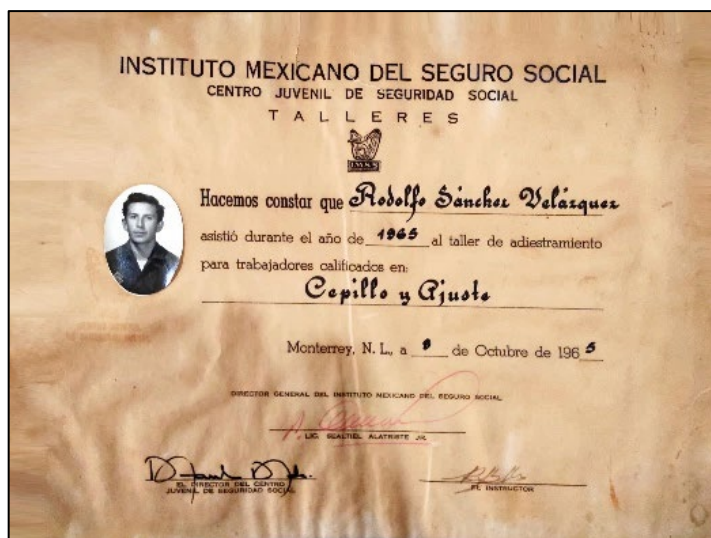 INSTITUTO MEXICANO DEL SEGURO SOCIAL
CENTRO JUVENIL DE SEGURIDAD SOCIAL
TALLERES
IMSS
Hacemos constar que Rodolfo Sánchez Velázquez
asistió durante el año de 1965 al taller de adiestramiento
para trabajadores calificados en:
Cepillo y Ajuste
Monterrey, N. L., a 9 de Octubre de 1965
DIRECTOR GENERAL DEL INSTITUTO MEXICANO DEL SEGURO SOCIAL
LIC. SEALTIEL ALATRISTE JR.
EL DIRECTOR DEL CENTRO
JUVENIL DE SEGURIDAD SOCIAL
EL INSTRUCTOR